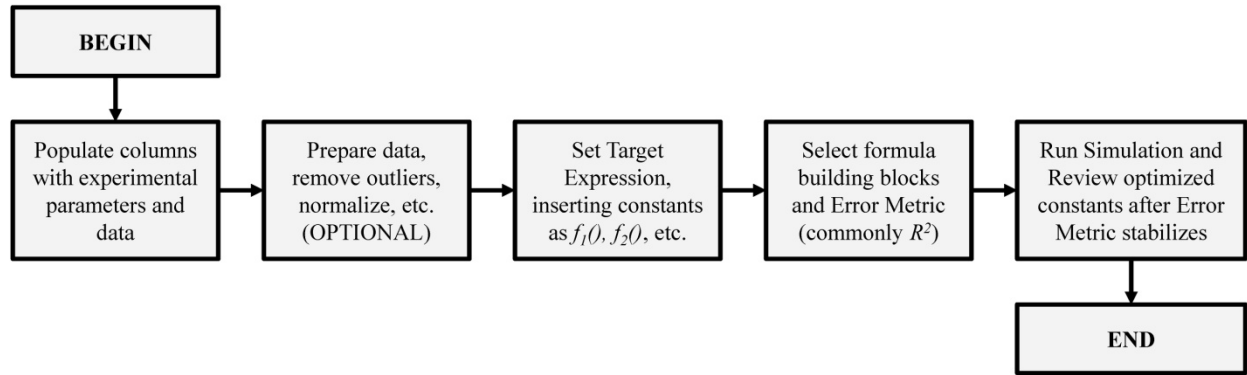 BEGIN
Populate columns
with experimental
parameters and
data
Prepare data,
remove outliers,
normalize, etc.
(OPTIONAL)
Set Target
Expression,
inserting constants
as f₁(), f₂(), etc.
Select formula
building blocks
and Error Metric
(commonly R²)
Run Simulation and
Review optimized
constants after Error
Metric stabilizes
END